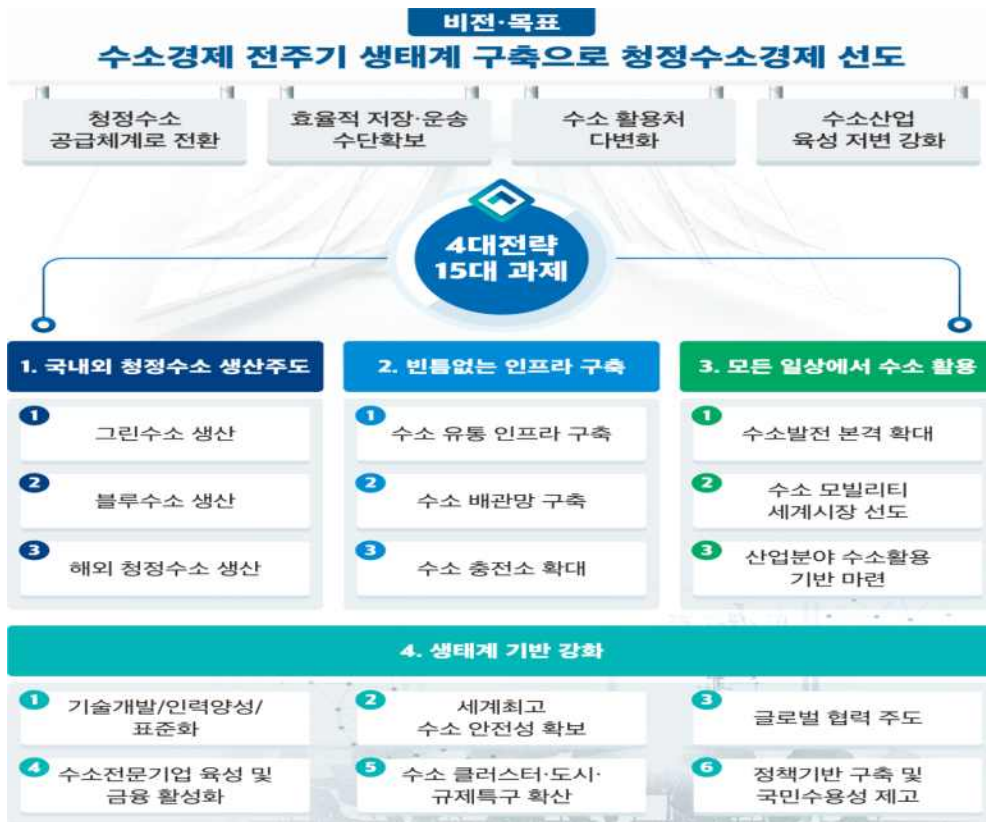 비전·목표
수소경제 전주기 생태계 구축으로 청정수소경제 선도
청정수소
공급체계로 전환
효율적 저장·운송
수단확보
수소 활용처
다변화
수소산업
육성 저변 강화
4대전략
15대 과제
1. 국내외 청정수소 생산주도
1
그린수소 생산
2
블루수소 생산
3
해외 청정수소 생산
2. 빈틈없는 인프라 구축
1
수소 유통 인프라 구축
2
수소 배관망 구축
3
수소 충전소 확대
3. 모든 일상에서 수소 활용
1
수소발전 본격 확대
2
수소 모빌리티
세계시장 선도
3
산업분야 수소활용
기반 마련
4. 생태계 기반 강화
1
기술개발/인력양성/
표준화
2
세계최고
수소 안전성 확보
3
글로벌 협력 주도
4
수소전문기업 육성 및
금융 활성화
5
수소 클러스터·도시·
규제특구 확산
6
정책기반 구축 및
국민수용성 제고